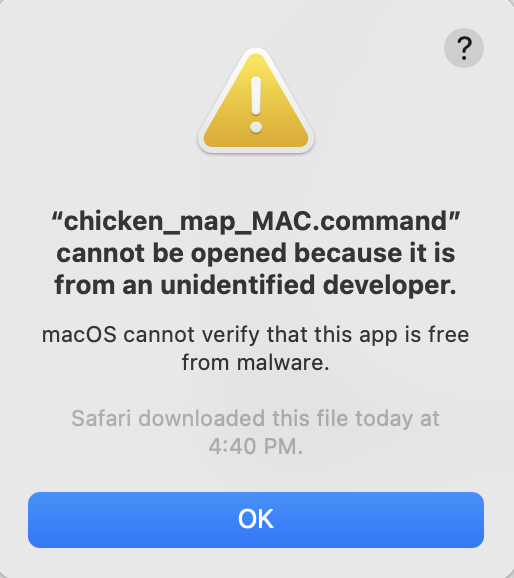 ?
“chicken_map_MAC.command”
cannot be opened because it is
from an unidentified developer.
macOS cannot verify that this app is free
from malware.
Safari downloaded this file today at
4:40 PM.
OK